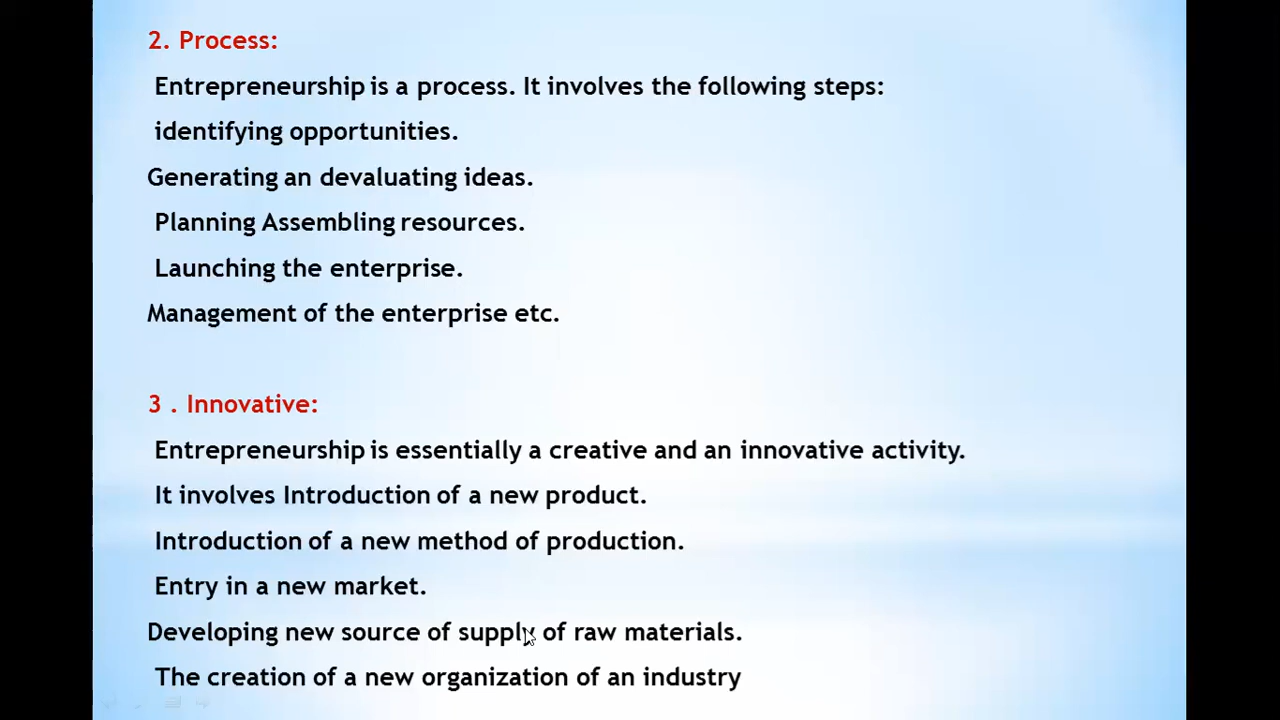 2. Process:
Entrepreneurship is a process. It involves the following steps:
identifying opportunities.
Generating an devaluating ideas.
Planning Assembling resources.
Launching the enterprise.
Management of the enterprise etc.
3 . Innovative:
Entrepreneurship is essentially a creative and an innovative activity.
It involves Introduction of a new product.
Introduction of a new method of production.
Entry in a new market.
Developing new source of supply of raw materials.
The creation of a new organization of an industry